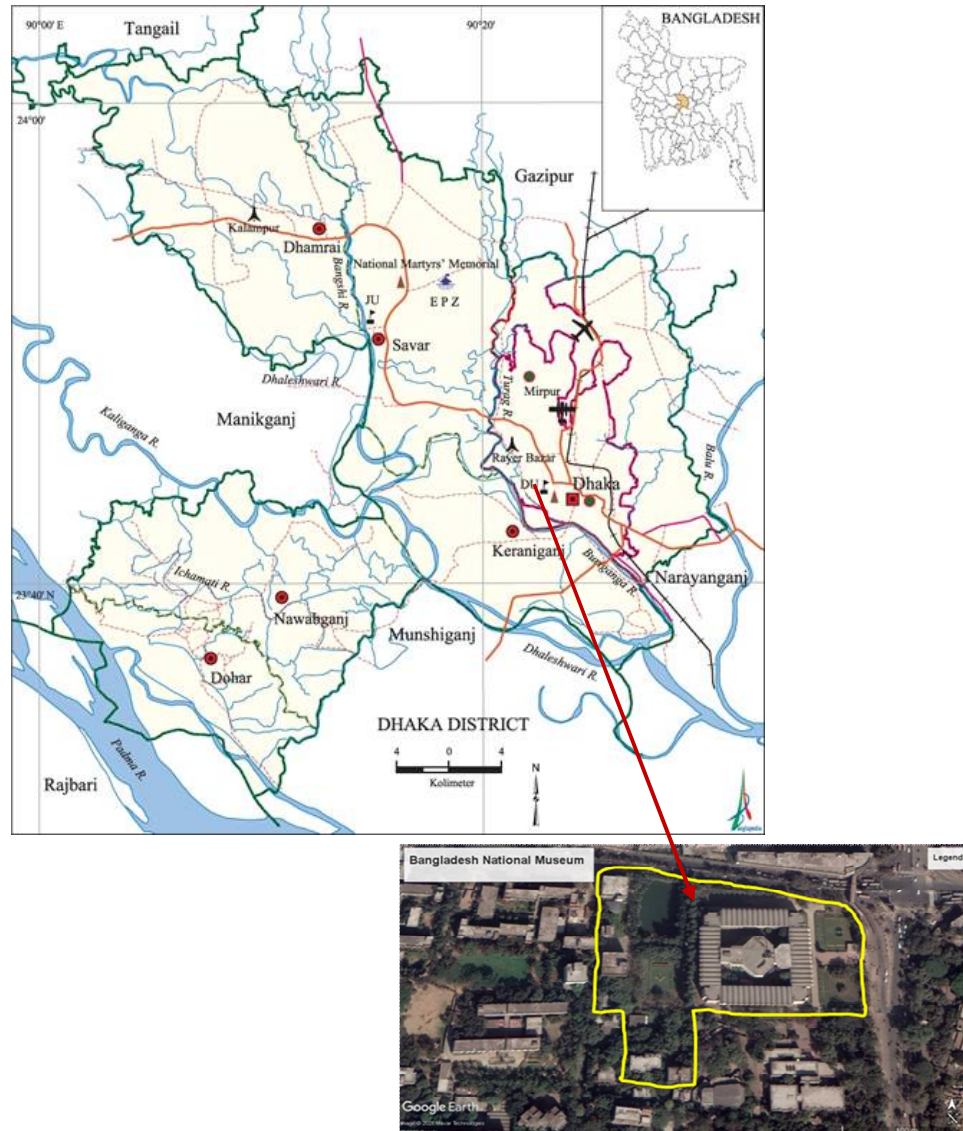 90°00' E
90°20'
BANGLADESH
Tangail
24°00'
Gazipur
Kalampur
Dhamrai
National Martyrs' Memorial
Bangshi R.
JU
E P Z
Savar
Dhaleshwari R.
Turag R.
Mirpur
Kaliganga R.
Manikganj
Rayer Bazar
Balu R.
DU
Dhaka
Keraniganj
Buriganga R.
Ichamati R.
Narayanganj
23°40' N
Nawabganj
Munshiganj
Dhaleshwari R.
Dohar
DHAKA DISTRICT
Padma R.
4 0 4
Kolimeter
N
Rajbari
Bangladesh National Museum
Legend
Google Earth